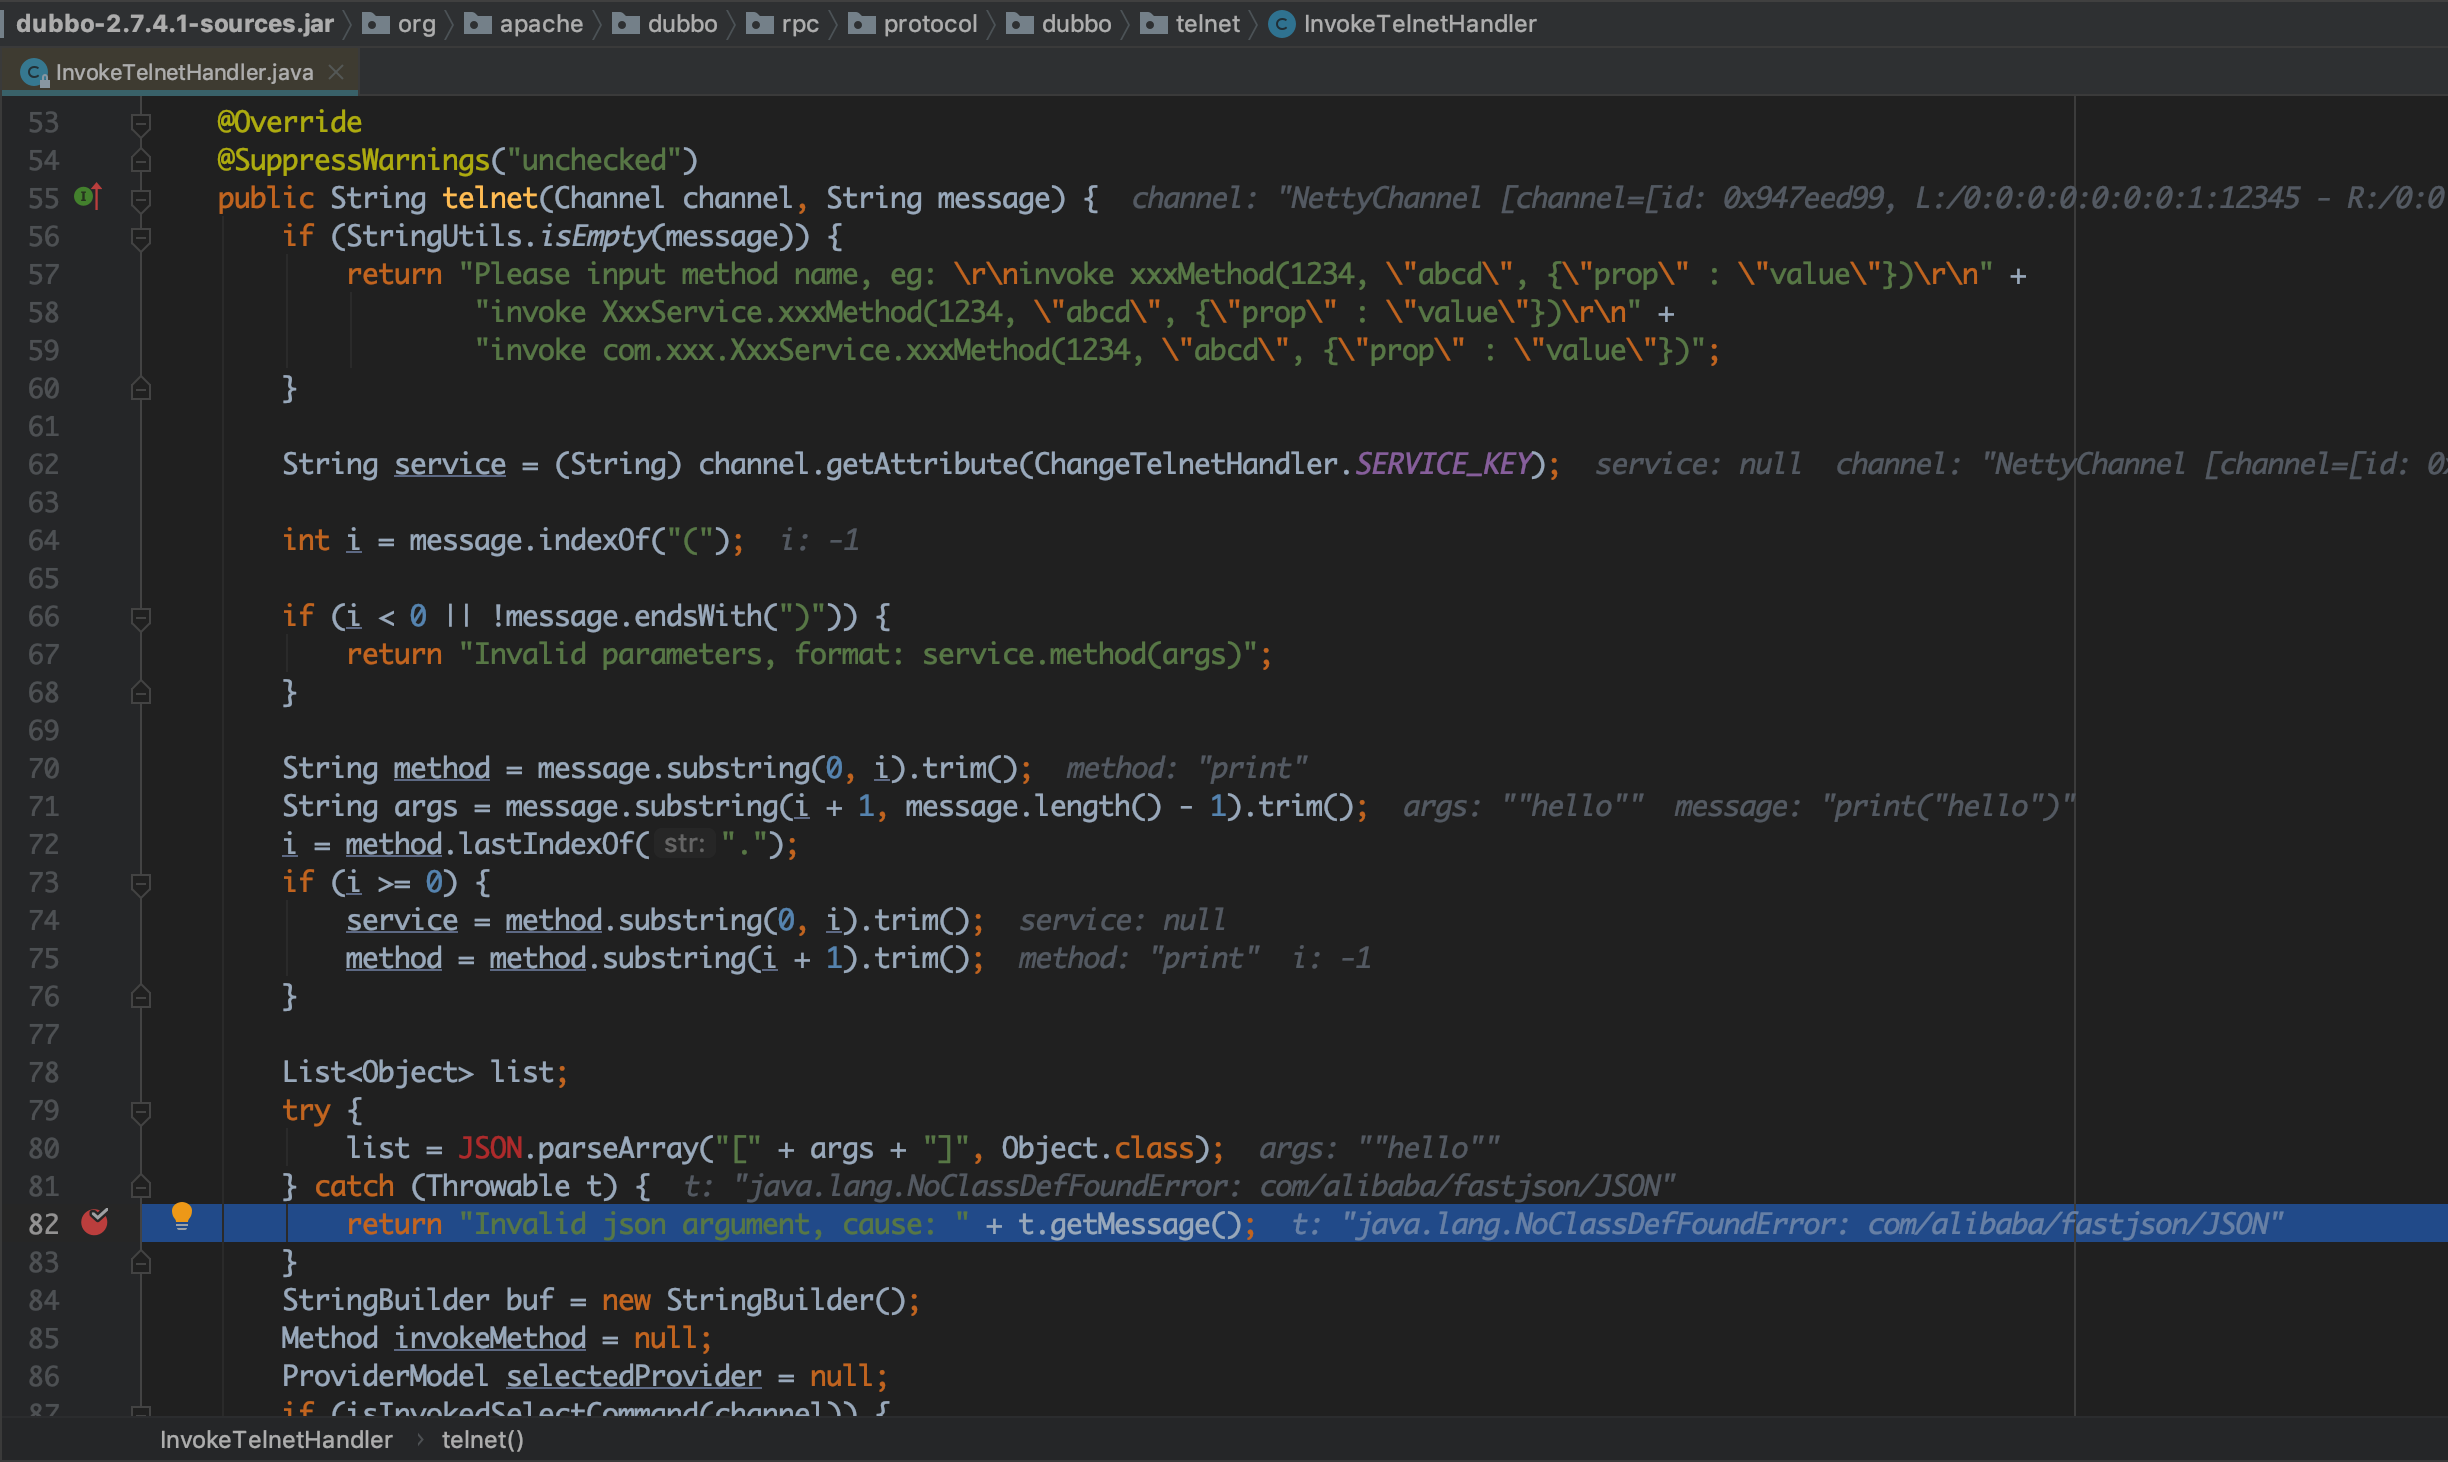 dubbo-2.7.4.1-sources.jar org apache dubbo rpc protocol dubbo telnet InvokeTelnetHandler
InvokeTelnetHandler.java
53 @Override
54 @SuppressWarnings("unchecked")
55 public String telnet(Channel channel, String message) { channel: "NettyChannel [channel=[id: 0x947eed99, L:/0:0:0:0:0:0:0:1:12345 - R:/0:0
56 if (StringUtils.isEmpty(message)) {
57 return "Please input method name, eg: \r\ninvoke xxxMethod(1234, \"abcd\", {\"prop\" : \"value\"})\r\n" +
58 "invoke XxxService.xxxMethod(1234, \"abcd\", {\"prop\" : \"value\"})\r\n" +
59 "invoke com.xxx.XxxService.xxxMethod(1234, \"abcd\", {\"prop\" : \"value\"})";
60 }
61
62 String service = (String) channel.getAttribute(ChangeTelnetHandler.SERVICE_KEY); service: null channel: "NettyChannel [channel=[id: 0x
63
64 int i = message.indexOf("("); i: -1
65
66 if (i < 0 || !message.endsWith(")")) {
67 return "Invalid parameters, format: service.method(args)";
68 }
69
70 String method = message.substring(0, i).trim(); method: "print"
71 String args = message.substring(i + 1, message.length() - 1).trim(); args: ""hello"" message: "print("hello")"
72 i = method.lastIndexOf( str: ".");
73 if (i >= 0) {
74 service = method.substring(0, i).trim(); service: null
75 method = method.substring(i + 1).trim(); method: "print" i: -1
76 }
77
78 List<Object> list;
79 try {
80 list = JSON.parseArray("[" + args + "]", Object.class); args: ""hello""
81 } catch (Throwable t) { t: "java.lang.NoClassDefFoundError: com/alibaba/fastjson/JSON"
82 return "Invalid json argument, cause: " + t.getMessage(); t: "java.lang.NoClassDefFoundError: com/alibaba/fastjson/JSON"
83 }
84 StringBuilder buf = new StringBuilder();
85 Method invokeMethod = null;
86 ProviderModel selectedProvider = null;
87 if (isInvokedSelectCommand(channel)) {
InvokeTelnetHandler telnet()